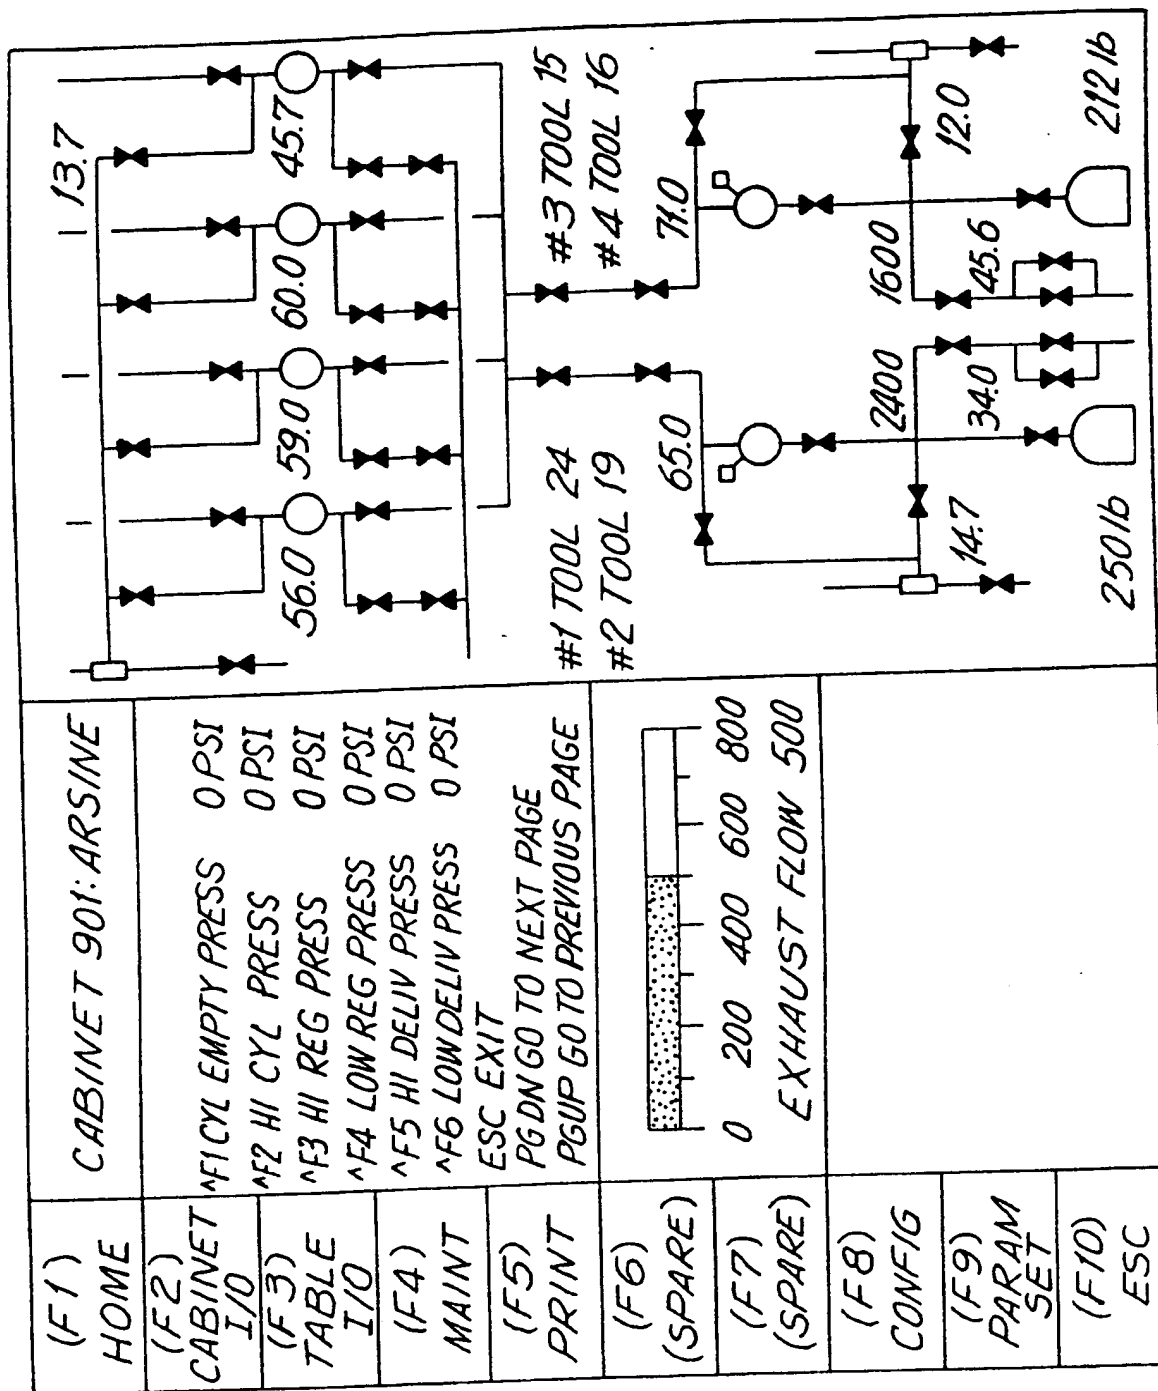 (F1)
HOME
(F2)
CABINET
I/O
(F3)
TABLE
I/O
(F4)
MAINT
(F5)
PRINT
(F6)
(SPARE)
(F7)
(SPARE)
(F8)
CONFIG
(F9)
PARAM
SET
(F10)
ESC
CABINET 901: ARSINE
^F1 CYL EMPTY PRESS 0 PSI
^F2 HI CYL PRESS 0 PSI
^F3 HI REG PRESS 0 PSI
^F4 LOW REG PRESS 0 PSI
^F5 HI DELIV PRESS 0 PSI
^F6 LOW DELIV PRESS 0 PSI
ESC EXIT
PG DN GO TO NEXT PAGE
PGUP GO TO PREVIOUS PAGE
0 200 400 600 800
EXHAUST FLOW 500
13.7
56.0 59.0 60.0 45.7
#1 TOOL 24 #3 TOOL 15
#2 TOOL 19 #4 TOOL 16
65.0 71.0
2400 1600
14.7 34.0 45.6 12.0
250 lb 212 lb